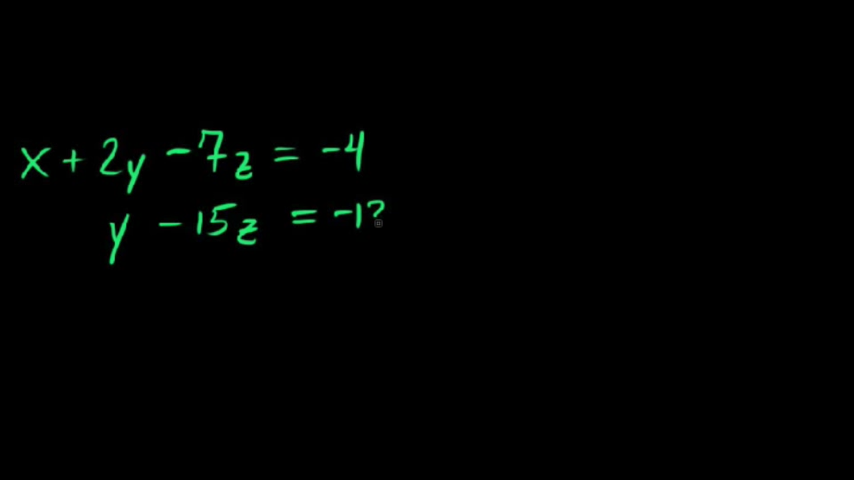 x + 2y - 7z = -4
y - 15z = -1